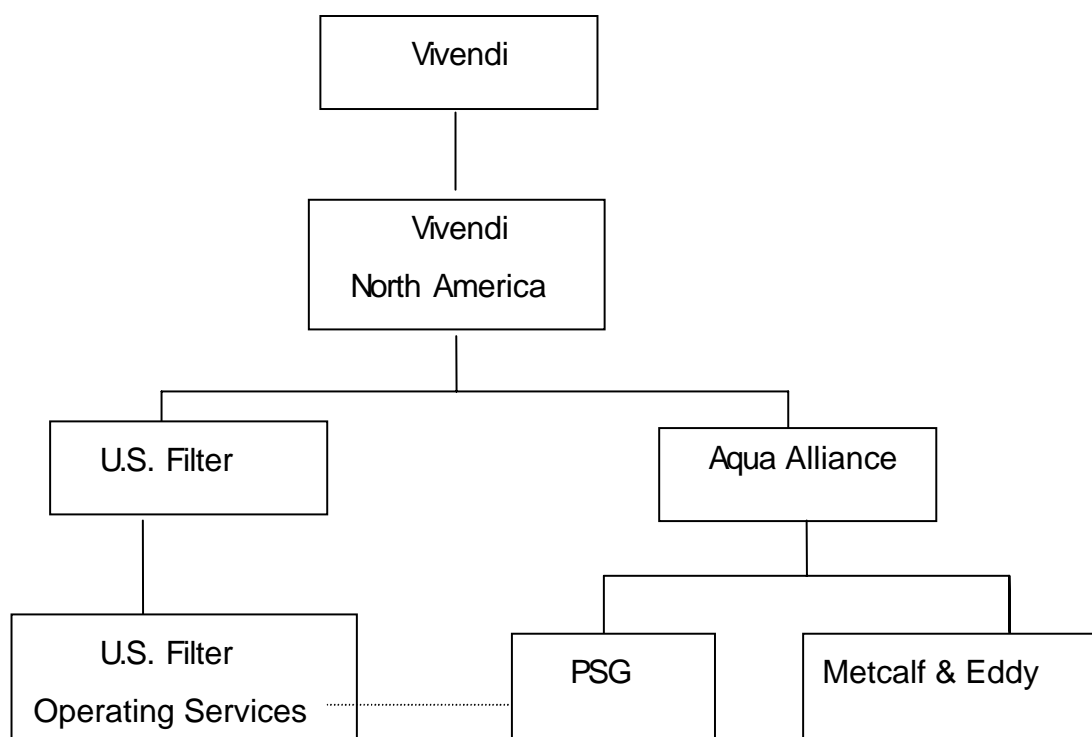 Vivendi
Vivendi
North America
U.S. Filter
Aqua Alliance
U.S. Filter
Operating Services
PSG
Metcalf & Eddy